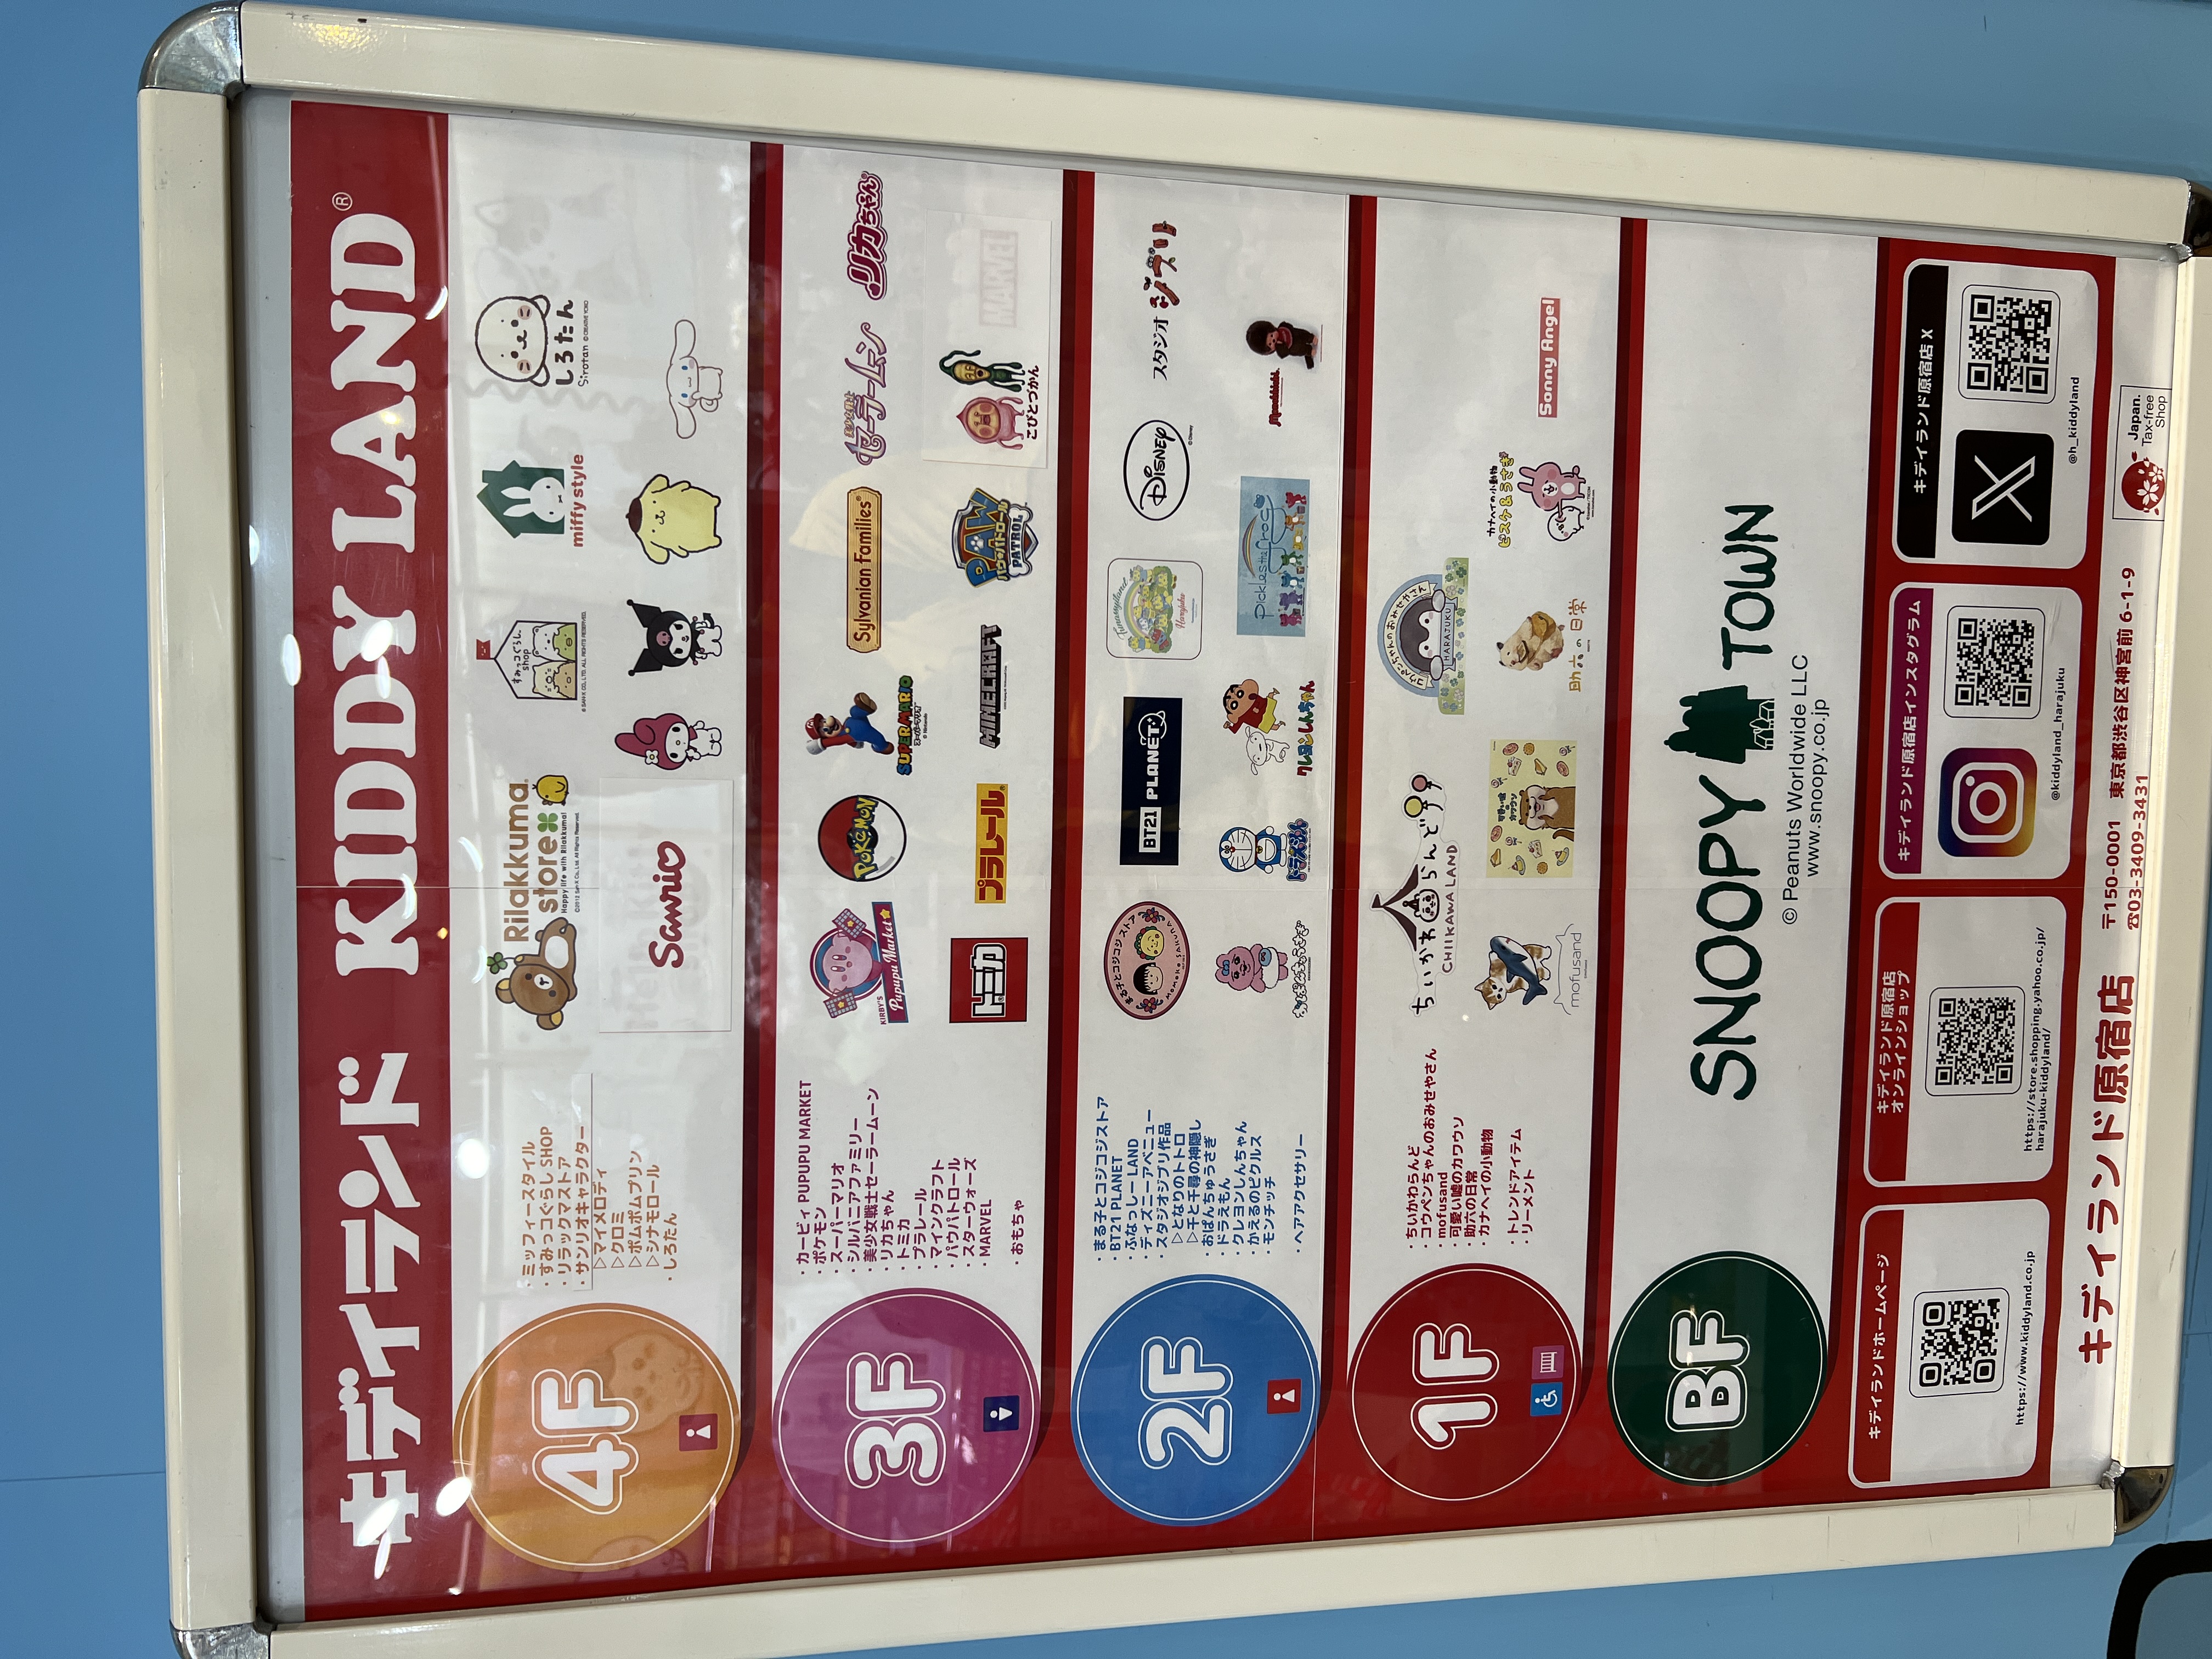 キデイランド KIDDY LAND®
4F
・ミッフィースタイル
・すみっコぐらし SHOP
・リラックマストア
・サンリオキャラクター
▷マイメロディ
▷クロミ
▷ポムポムプリン
▷シナモロール
・しろたん
Rilakkuma
store
Happy life with Rilakkuma!
©2012 San-X Co., Ltd. All Rights Reserved.
すみっコぐらし
shop
© SAN-X CO., LTD. ALL RIGHTS RESERVED.
miffy style
しろたん
Sirotan © CREATIVE YOKO
Sanrio
3F
・カービィ PUPUPU MARKET
・ポケモン
・スーパーマリオ
・シルバニアファミリー
・美少女戦士セーラームーン
・リカちゃん
・トミカ
・プラレール
・マインクラフト
・パウパトロール
・スターウォーズ
・MARVEL
・おもちゃ
KIRBY'S
Pupupu Market
POKéMON
SUPER MARIO
スーパーマリオ
© Nintendo
Sylvanian Families®
美少女戦士
セーラームーン
リカちゃん
トミカ
プラレール
MINECRAFT
PAW
パウ・パトロール
PATROL
こびとづかん
MARVEL
2F
・まる子とコジコジストア
・BT21 PLANET
・ふなっしー LAND
・ディズニーアベニュー
・スタジオジブリ作品
▷となりのトトロ
▷千と千尋の神隠し
・おぱんちゅうさぎ
・ドラえもん
・クレヨンしんちゃん
・かえるのピクルス
・モンチッチ
・ヘアアクセサリー
まる子とコジコジ ストア
MOMOKO SAKURA
BT21 PLANET
Funassyiland
Harajuku
Disney
© Disney
スタジオ ジブリ
おぱんちゅうさぎ
ドラえもん
クレヨンしんちゃん
Pickles the frog
Monchhichi
1F
・ちいかわらんど
・コウペンちゃんのおみせやさん
・mofusand
・可愛い嘘のカワウソ
・助六の日常
・カナヘイの小動物
・トレンドアイテム
・リーメント
ちいかわ らんど
CHIIKAWA LAND
コウペンちゃんのおみせやさん
HARAJUKU
mofusand
可愛い嘘の
カワウソ
助六の日常
カナヘイの小動物
ピスケ&うさぎ
Sonny Angel
BF
SNOOPY TOWN
© Peanuts Worldwide LLC
www.snoopy.co.jp
キデイランドホームページ
https://www.kiddyland.co.jp
キデイランド原宿店
オンラインショップ
https://store.shopping.yahoo.co.jp/
harajuku-kiddyland/
キデイランド原宿店インスタグラム
@kiddyland_harajuku
キデイランド原宿店 X
@h_kiddyland
キデイランド原宿店
〒150-0001 東京都渋谷区神宮前 6-1-9
☎03-3409-3431
Japan.
Tax-free
Shop